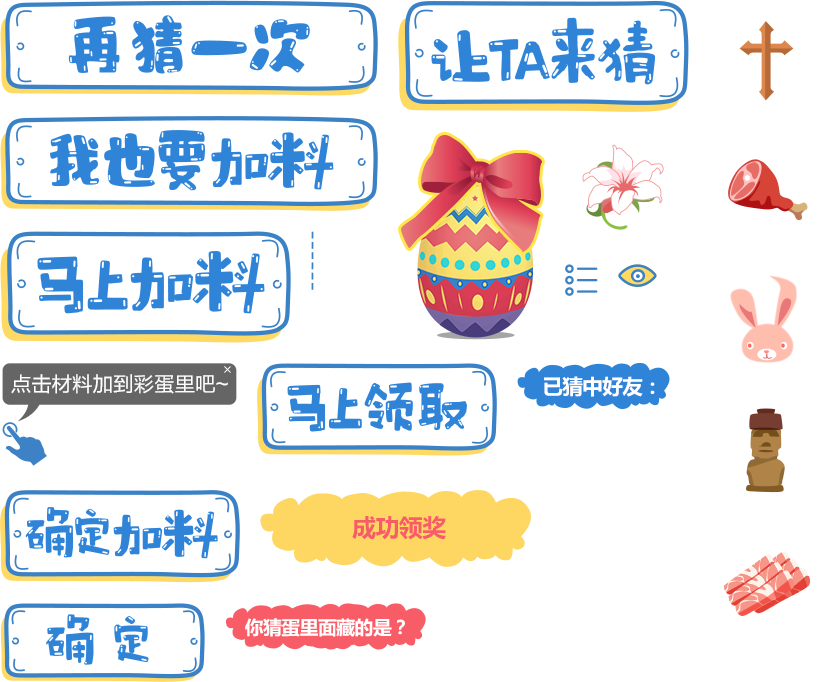 再猜一次
让TA来猜
我也要加料
马上加料
点击材料加到彩蛋里吧~
马上领取
已猜中好友：
确定加料
成功领奖
确定
你猜蛋里面藏的是？